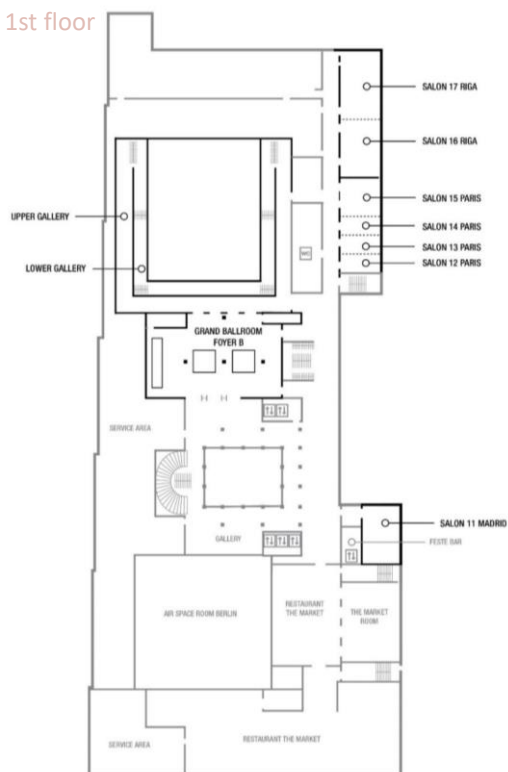 1st floor
SALON 17 RIGA
SALON 16 RIGA
SALON 15 PARIS
UPPER GALLERY
SALON 14 PARIS
SALON 13 PARIS
LOWER GALLERY
SALON 12 PARIS
GRAND BALLROOM
FOYER B
SERVICE AREA
SALON 11 MADRID
GALLERY
FESTE BAR
AIR SPACE ROOM BERLIN
RESTAURANT
THE MARKET
THE MARKET
ROOM
SERVICE AREA
RESTAURANT THE MARKET